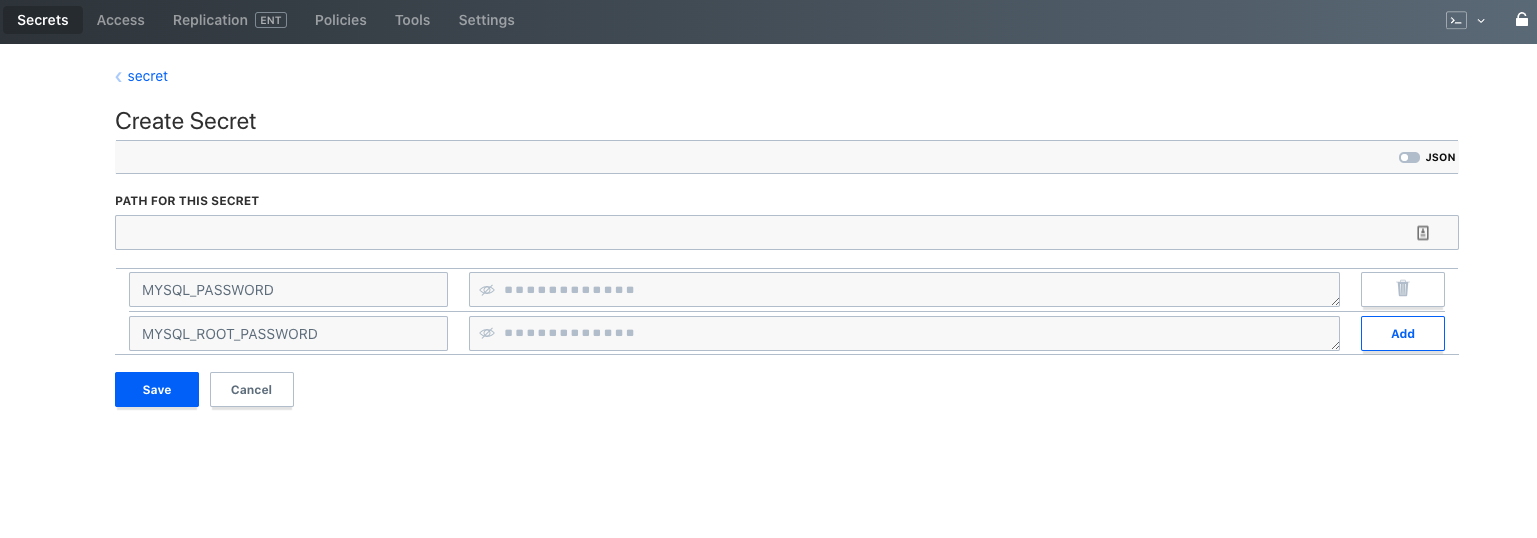 Secrets Access Replication ENT Policies Tools Settings
secret
Create Secret
JSON
PATH FOR THIS SECRET
MYSQL_PASSWORD
MYSQL_ROOT_PASSWORD Add
Save Cancel